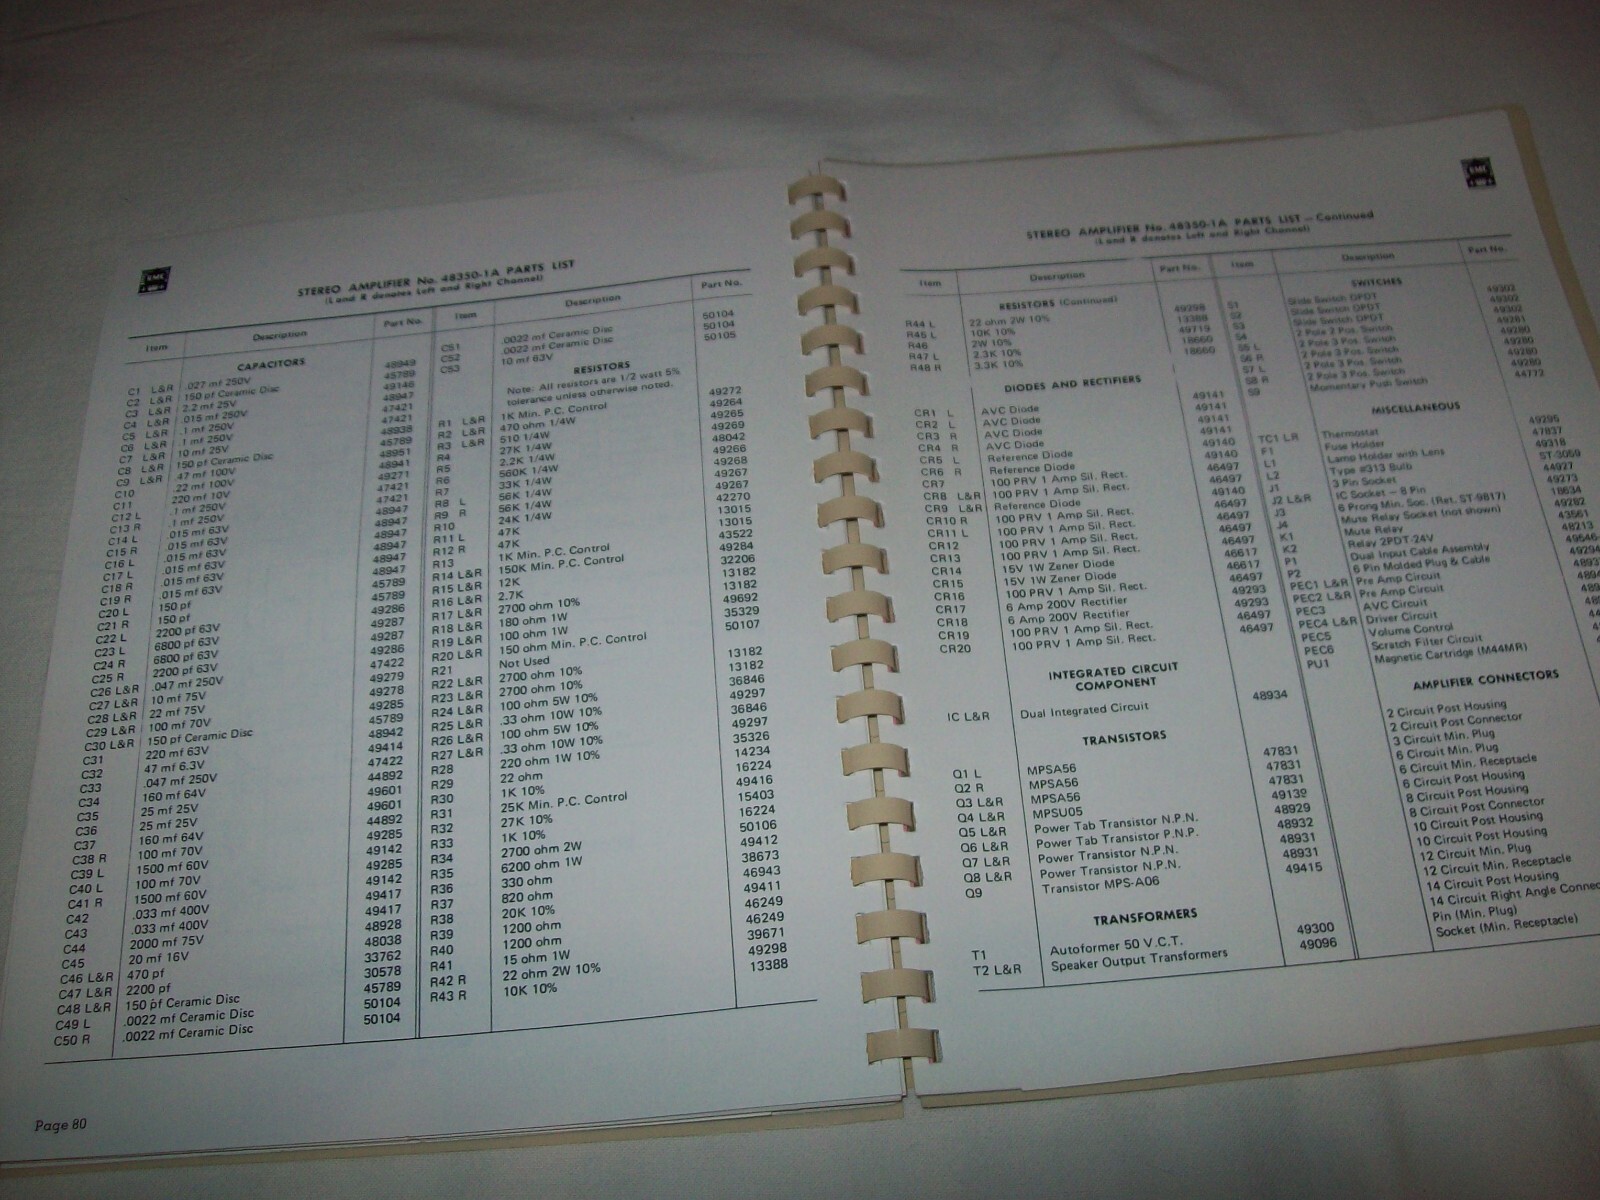 STEREO AMPLIFIER No. 48350-1A PARTS LIST
(L and R denotes Left and Right Channel)
Item Description Part No.
CAPACITORS
C1 L&R .027 mf 250V 48949
C2 L&R 150 pf Ceramic Disc 45789
C3 L&R 2.2 mf 25V 49146
C4 L&R .015 mf 250V 48947
C5 L&R .1 mf 250V 47421
C6 L&R .1 mf 250V 47421
C7 L&R 10 mf 25V 48938
C8 L&R 150 pf Ceramic Disc 45789
C9 L&R .47 mf 100V 48951
C10 .22 mf 100V 48941
C11 220 mf 10V 49271
C12 L .1 mf 250V 47421
C13 R .1 mf 250V 47421
C14 L .015 mf 63V 48947
C15 R .015 mf 63V 48947
C16 L .015 mf 63V 48947
C17 L .015 mf 63V 48947
C18 R .015 mf 63V 48947
C19 R .015 mf 63V 48947
C20 L 150 pf 45789
C21 R 150 pf 45789
C22 L 2200 pf 63V 49286
C23 L 6800 pf 63V 49287
C24 R 6800 pf 63V 49287
C25 R 2200 pf 63V 49286
C26 L&R .047 mf 250V 47422
C27 L&R 10 mf 75V 49279
C28 L&R 22 mf 75V 49278
C29 L&R 100 mf 70V 49285
C30 L&R 150 pf Ceramic Disc 45789
C31 220 mf 63V 48942
C32 47 mf 6.3V 49414
C33 .047 mf 250V 47422
C34 160 mf 64V 44892
C35 25 mf 25V 49601
C36 25 mf 25V 49601
C37 160 mf 64V 44892
C38 R 100 mf 70V 49285
C39 L 1500 mf 60V 49142
C40 L 100 mf 70V 49285
C41 R 1500 mf 60V 49142
C42 .033 mf 400V 49417
C43 .033 mf 400V 49417
C44 2000 mf 75V 48928
C45 20 mf 16V 48038
C46 L&R 470 pf 33762
C47 L&R 2200 pf 30578
C48 L&R 150 pf Ceramic Disc 45789
C49 L .0022 mf Ceramic Disc 50104
C50 R .0022 mf Ceramic Disc 50104
Item Description Part No.
C51 .0022 mf Ceramic Disc 50104
C52 .0022 mf Ceramic Disc 50104
C53 10 mf 63V 50105
RESISTORS
Note: All resistors are 1/2 watt 5%
tolerance unless otherwise noted.
R1 L&R 1K Min. P.C. Control 49272
R2 L&R 470 ohm 1/4W 49264
R3 L&R 510 1/4W 49265
R4 27K 1/4W 49269
R5 2.2K 1/4W 48042
R6 560K 1/4W 49266
R7 33K 1/4W 49268
R8 L 56K 1/4W 49267
R9 R 56K 1/4W 49267
R10 24K 1/4W 42270
R11 L 47K 13015
R12 R 47K 13015
R13 1K Min. P.C. Control 43522
R14 L&R 150K Min. P.C. Control 49284
R15 L&R 12K 32206
R16 L&R 2.7K 13182
R17 L&R 2700 ohm 10% 13182
R18 L&R 180 ohm 1W 49692
R19 L&R 100 ohm 1W 35329
R20 L&R 150 ohm Min. P.C. Control 50107
R21 Not Used
R22 L&R 2700 ohm 10% 13182
R23 L&R 2700 ohm 10% 13182
R24 L&R 100 ohm 5W 10% 36846
R25 L&R .33 ohm 10W 10% 49297
R26 L&R 100 ohm 5W 10% 36846
R27 L&R .33 ohm 10W 10% 49297
R28 220 ohm 1W 10% 35326
R29 22 ohm 14234
R30 1K 10% 16224
R31 25K Min. P.C. Control 49416
R32 27K 10% 15403
R33 1K 10% 16224
R34 2700 ohm 2W 50106
R35 6200 ohm 1W 49412
R36 330 ohm 38673
R37 820 ohm 46943
R38 20K 10% 49411
R39 1200 ohm 46249
R40 1200 ohm 46249
R41 15 ohm 1W 39671
R42 R 22 ohm 2W 10% 49298
R43 R 10K 10% 13388
Page 80
STEREO AMPLIFIER No. 48350-1A PARTS LIST – Continued
(L and R denotes Left and Right Channel)
Item Description Part No.
RESISTORS (Continued)
R44 L 22 ohm 2W 10% 49298
R45 L 10K 10% 13388
R46 2W 10% 49719
R47 L 2.3K 10% 18660
R48 R 3.3K 10% 18660
DIODES AND RECTIFIERS
CR1 L AVC Diode 49141
CR2 L AVC Diode 49141
CR3 R AVC Diode 49141
CR4 R AVC Diode 49141
CR5 L Reference Diode 49140
CR6 R Reference Diode 49140
CR7 100 PRV 1 Amp Sil. Rect. 46497
CR8 L&R 100 PRV 1 Amp Sil. Rect. 46497
CR9 L&R Reference Diode 49140
CR10 R 100 PRV 1 Amp Sil. Rect. 46497
CR11 L 100 PRV 1 Amp Sil. Rect. 46497
CR12 100 PRV 1 Amp Sil. Rect. 46497
CR13 100 PRV 1 Amp Sil. Rect. 46497
CR14 15V 1W Zener Diode 46617
CR15 15V 1W Zener Diode 46617
CR16 100 PRV 1 Amp Sil. Rect. 46497
CR17 6 Amp 200V Rectifier 49293
CR18 6 Amp 200V Rectifier 49293
CR19 100 PRV 1 Amp Sil. Rect. 46497
CR20 100 PRV 1 Amp Sil. Rect. 46497
INTEGRATED CIRCUIT
COMPONENT
IC L&R Dual Integrated Circuit 48934
TRANSISTORS
Q1 L MPSA56 47831
Q2 R MPSA56 47831
Q3 L&R MPSA56 47831
Q4 L&R MPSU05 49139
Q5 L&R Power Tab Transistor N.P.N. 48929
Q6 L&R Power Tab Transistor P.N.P. 48932
Q7 L&R Power Transistor N.P.N. 48931
Q8 L&R Power Transistor N.P.N. 48931
Q9 Transistor MPS-A06 49415
TRANSFORMERS
T1 Autoformer 50 V.C.T. 49300
T2 L&R Speaker Output Transformers 49096
Item Description Part No.
SWITCHES
S1 Slide Switch DPDT 49302
S2 Slide Switch DPDT 49302
S3 Slide Switch DPDT 49302
S4 2 Pole 3 Pos. Switch 49281
S5 L 2 Pole 3 Pos. Switch 49280
S6 R 2 Pole 3 Pos. Switch 49280
S7 L 2 Pole 3 Pos. Switch 49280
S8 R 2 Pole 3 Pos. Switch 49280
S9 Momentary Push Switch 44772
MISCELLANEOUS
TC1 LR Thermostat 49295
F1 Fuse Holder 47837
L1 Lamp Holder with Lens 49318
L2 Type #313 Bulb ST-3059
J1 3 Pin Socket 44927
J2 L&R IC Socket – 8 Pin 49273
J3 6 Prong Min. Soc. (Ret. ST-9817) 18634
J4 Mute Relay Socket (not shown) 49282
K1 Mute Relay 43561
K2 Relay 2PDT-24V 48213
P1 Dual Input Cable Assembly 49546-
P2 6 Pin Molded Plug & Cable 49294
PEC1 L&R Pre Amp Circuit
PEC2 L&R Pre Amp Circuit
PEC3 AVC Circuit
PEC4 L&R Driver Circuit
PEC5 Volume Control
PEC6 Scratch Filter Circuit
PU1 Magnetic Cartridge (M44MR)
AMPLIFIER CONNECTORS
2 Circuit Post Housing
2 Circuit Post Connector
3 Circuit Min. Plug
6 Circuit Min. Plug
6 Circuit Min. Receptacle
6 Circuit Post Housing
8 Circuit Post Housing
8 Circuit Post Connector
10 Circuit Post Housing
10 Circuit Post Housing
12 Circuit Min. Plug
12 Circuit Min. Receptacle
14 Circuit Post Housing
14 Circuit Right Angle Connec
Pin (Min. Plug)
Socket (Min. Receptacle)